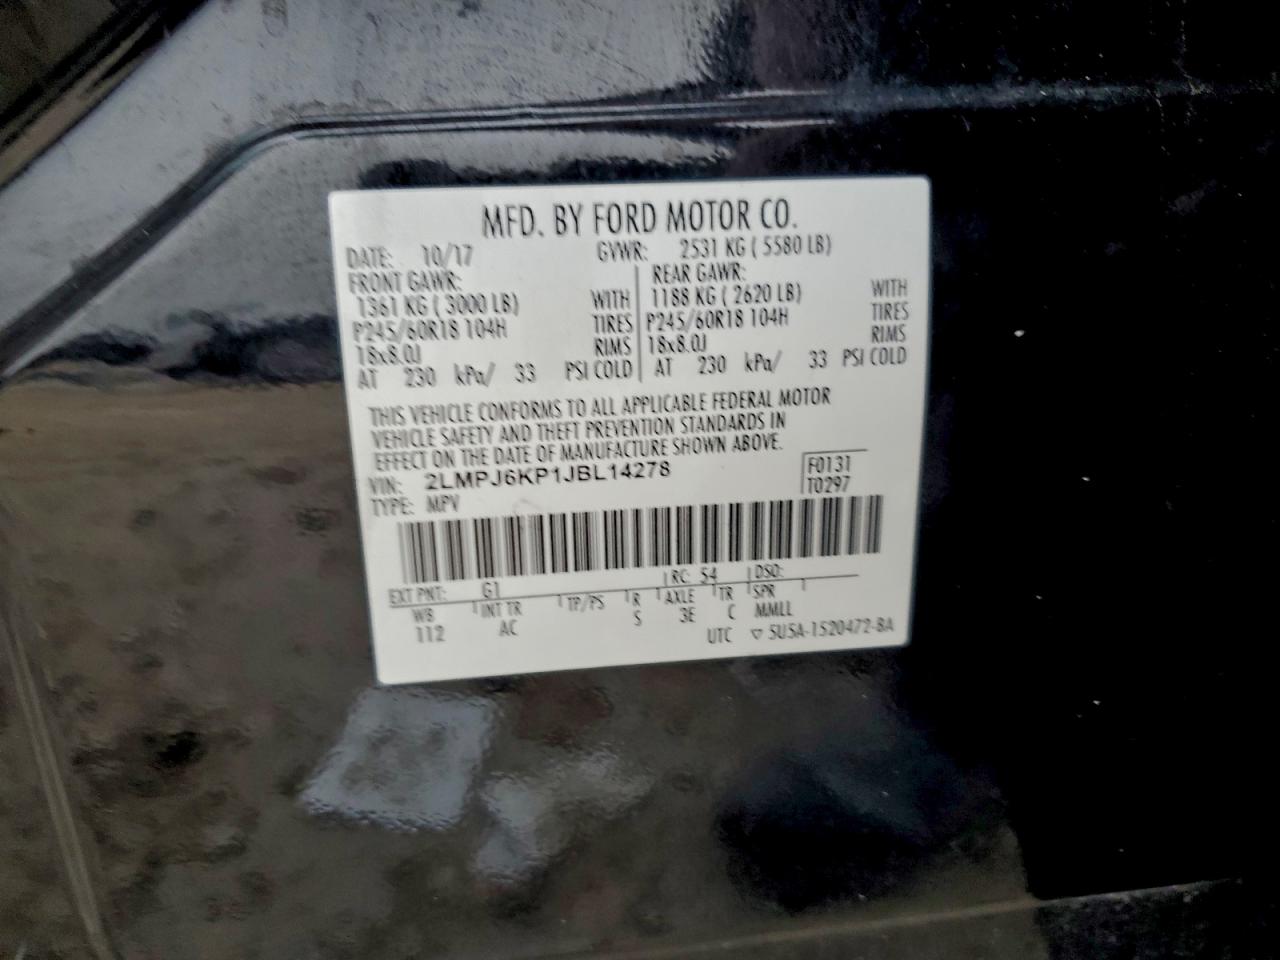 MFD. BY FORD MOTOR CO.
DATE: 10/17 GVWR: 2531 KG ( 5580 LB)
FRONT GAWR: REAR GAWR:
1361 KG ( 3000 LB) WITH 1188 KG ( 2620 LB) WITH
P245/60R18 104H TIRES P245/60R18 104H TIRES
18x8.0J RIMS 18x8.0J RIMS
AT 230 kPa/ 33 PSI COLD AT 230 kPa/ 33 PSI COLD
THIS VEHICLE CONFORMS TO ALL APPLICABLE FEDERAL MOTOR
VEHICLE SAFETY AND THEFT PREVENTION STANDARDS IN
EFFECT ON THE DATE OF MANUFACTURE SHOWN ABOVE.
VIN: 2LMPJ6KP1JBL14278 F0131
TYPE: MPV T0297
EXT PNT: G1 RC: 54 DSO:
WB INT TR TP/PS R AXLE TR SPR
112 AC S 3E C MMLL
UTC ▽ 5U5A-1520472-BA